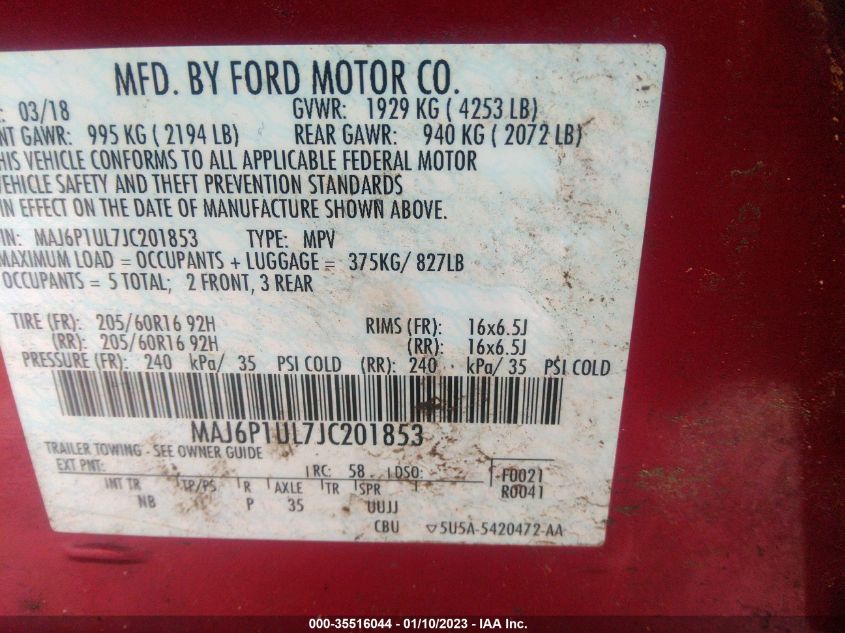 MFD. BY FORD MOTOR CO.
: 03/18 GVWR: 1929 KG ( 4253 LB)
NT GAWR: 995 KG ( 2194 LB) REAR GAWR: 940 KG ( 2072 LB)
HIS VEHICLE CONFORMS TO ALL APPLICABLE FEDERAL MOTOR
VEHICLE SAFETY AND THEFT PREVENTION STANDARDS
IN EFFECT ON THE DATE OF MANUFACTURE SHOWN ABOVE.
IN: MAJ6P1UL7JC201853 TYPE: MPV
MAXIMUM LOAD = OCCUPANTS + LUGGAGE = 375KG/ 827LB
OCCUPANTS = 5 TOTAL; 2 FRONT, 3 REAR
TIRE (FR): 205/60R16 92H RIMS (FR): 16x6.5J
(RR): 205/60R16 92H (RR): 16x6.5J
PRESSURE (FR): 240 kPa/ 35 PSI COLD (RR): 240 kPa/ 35 PSI COLD
MAJ6P1UL7JC201853
TRAILER TOWING - SEE OWNER GUIDE
EXT PNT: RC: 58 DSO: F0021
R0041
INT TR TP/PS R AXLE TR SPR
NB P 35 UUJJ
CBU 5U5A-5420472-AA
000-35516044 — 01/10/2023 - IAA Inc.